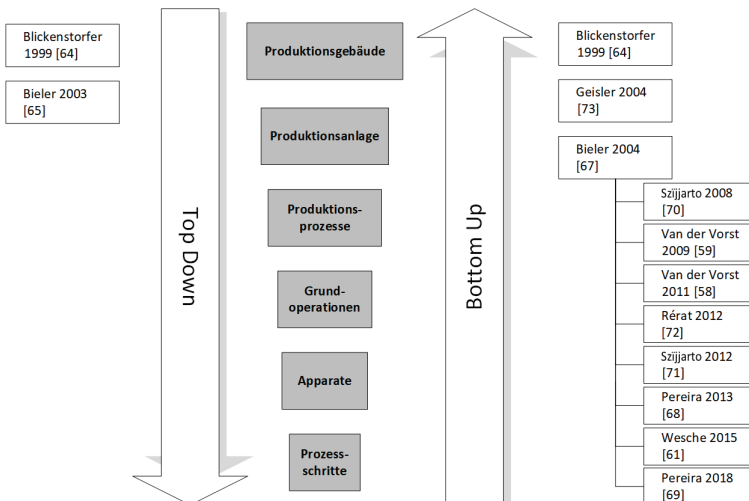 Blickenstorfer
1999 [64]
Bieler 2003
[65]
Top Down
Produktionsgebäude
Produktionsanlage
Produktions-
prozesse
Grund-
operationen
Apparate
Prozess-
schritte
Bottom Up
Blickenstorfer
1999 [64]
Geisler 2004
[73]
Bieler 2004
[67]
Szïjjarto 2008
[70]
Van der Vorst
2009 [59]
Van der Vorst
2011 [58]
Rérat 2012
[72]
Szïjjarto 2012
[71]
Pereira 2013
[68]
Wesche 2015
[61]
Pereira 2018
[69]